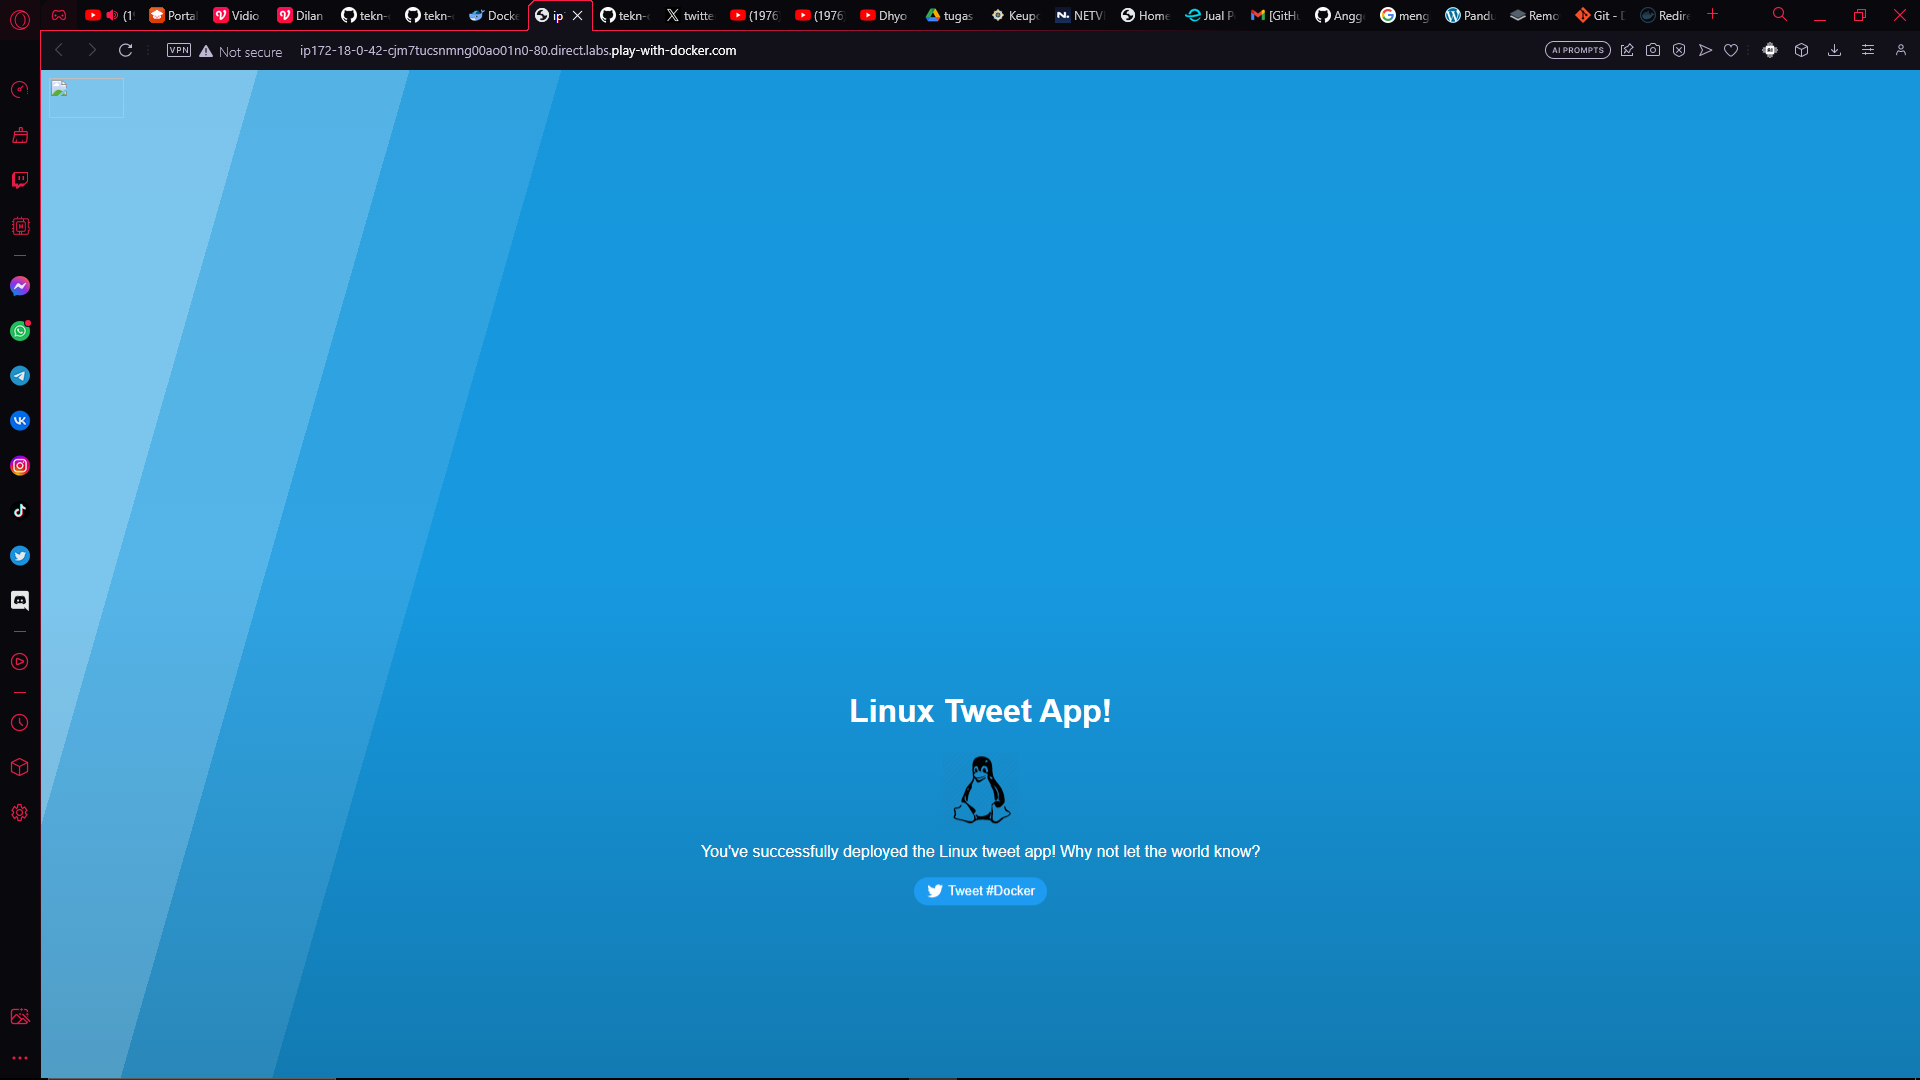 (1
Portal
Vidio
Dilan
tekn-
tekn-
Docke
ip
tekn-
twitte
(1976
(1976
Dhyo
tugas
Keup
N. NETV
Home
Jual P
[GitH
Angg
meng
Pandu
Remo
Git - D
Redire
VPN
Not secure
ip172-18-0-42-cjm7tucsnmng00ao01n0-80.direct.labs.play-with-docker.com
AI PROMPTS
Linux Tweet App!
You've successfully deployed the Linux tweet app! Why not let the world know?
Tweet #Docker